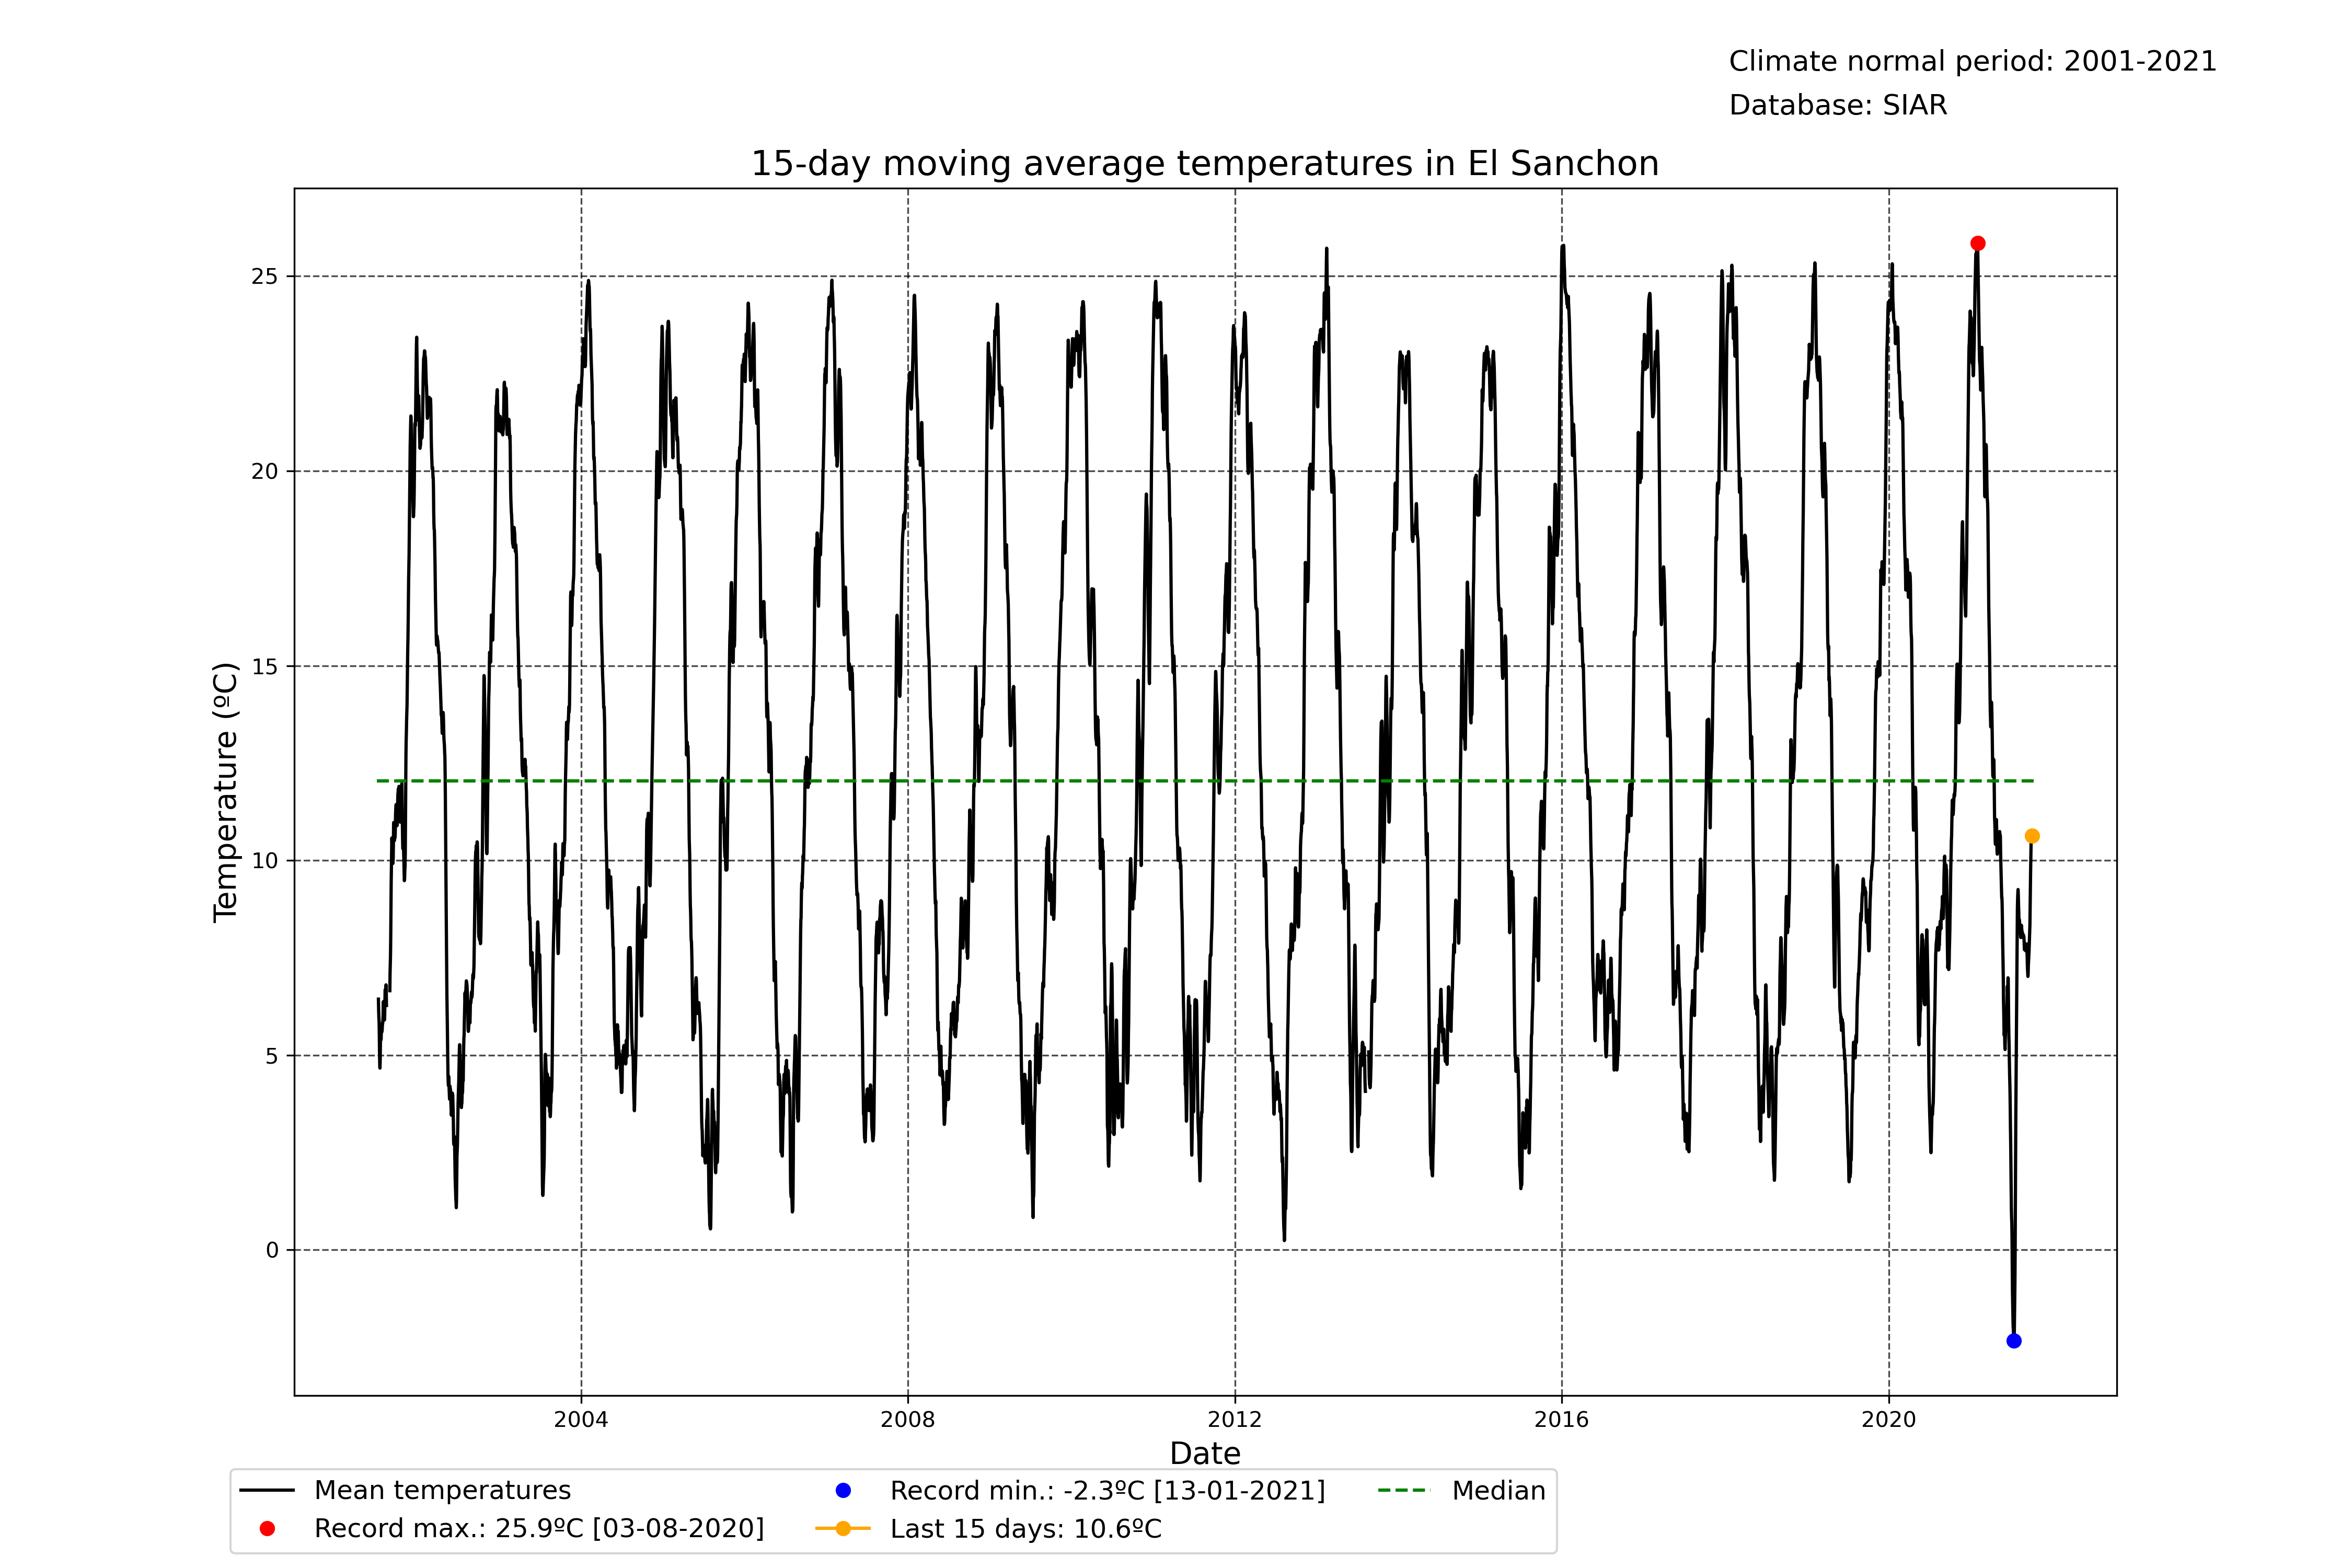 Climate normal period: 2001-2021
Database: SIAR
15-day moving average temperatures in El Sanchon
Temperature (ºC)
25
20
15
10
5
0
2004 2008 2012 2016 2020
Date
Mean temperatures
Record max.: 25.9ºC [03-08-2020]
Record min.: -2.3ºC [13-01-2021]
Last 15 days: 10.6ºC
Median